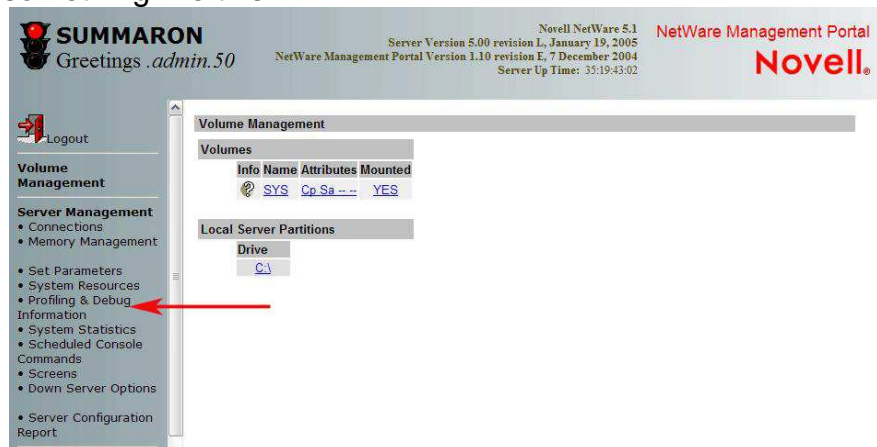 SUMMARON
Greetings .admin.50
Novell NetWare 5.1
Server Version 5.00 revision L, January 19, 2005
NetWare Management Portal Version 1.10 revision E, 7 December 2004
Server Up Time: 35:19:43:02
NetWare Management Portal
Novell®
Logout
Volume
Management
Server Management
• Connections
• Memory Management
• Set Parameters
• System Resources
• Profiling & Debug
Information
• System Statistics
• Scheduled Console
Commands
• Screens
• Down Server Options
• Server Configuration
Report
Volume Management
Volumes
Info Name Attributes Mounted
SYS Cp Sa -- -- YES
Local Server Partitions
Drive
C:\